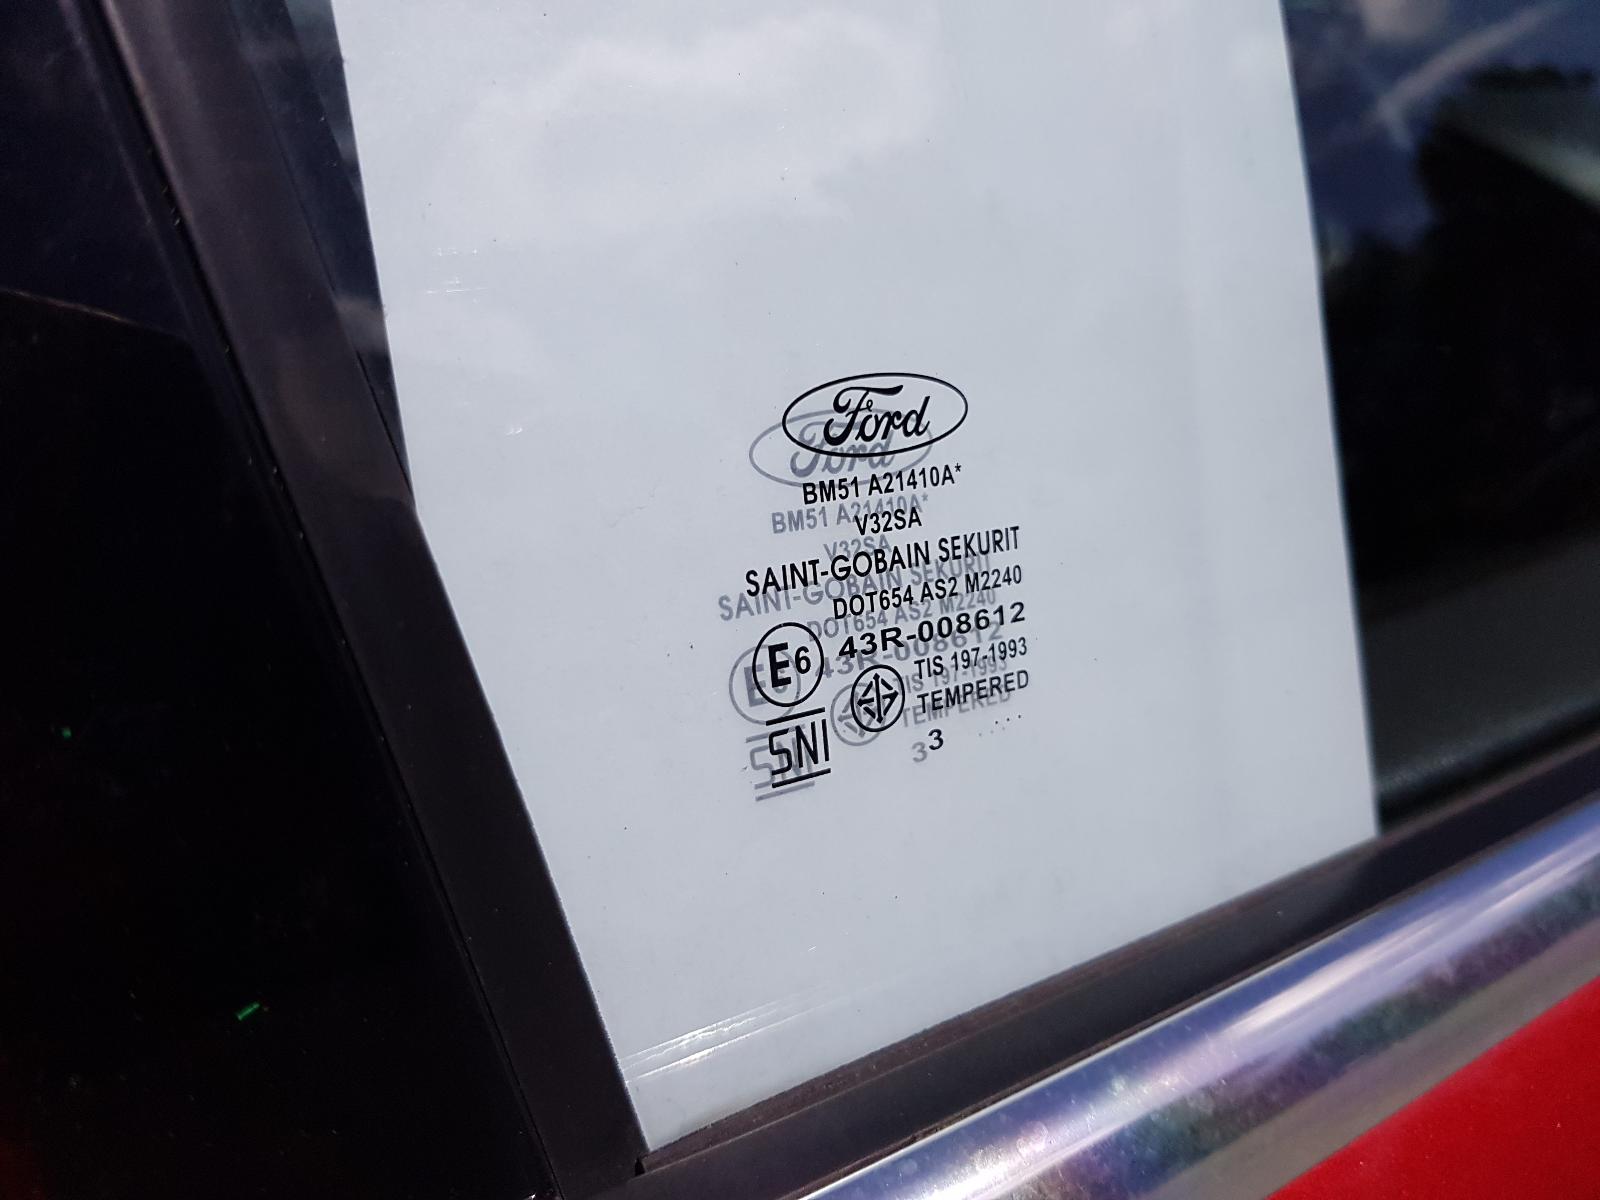 Ford
BM51 A21410A*
V32SA
SAINT-GOBAIN SEKURIT
DOT654 AS2 M2240
E6 43R-008612
TIS 197-1993
TEMPERED
SNI
3
....